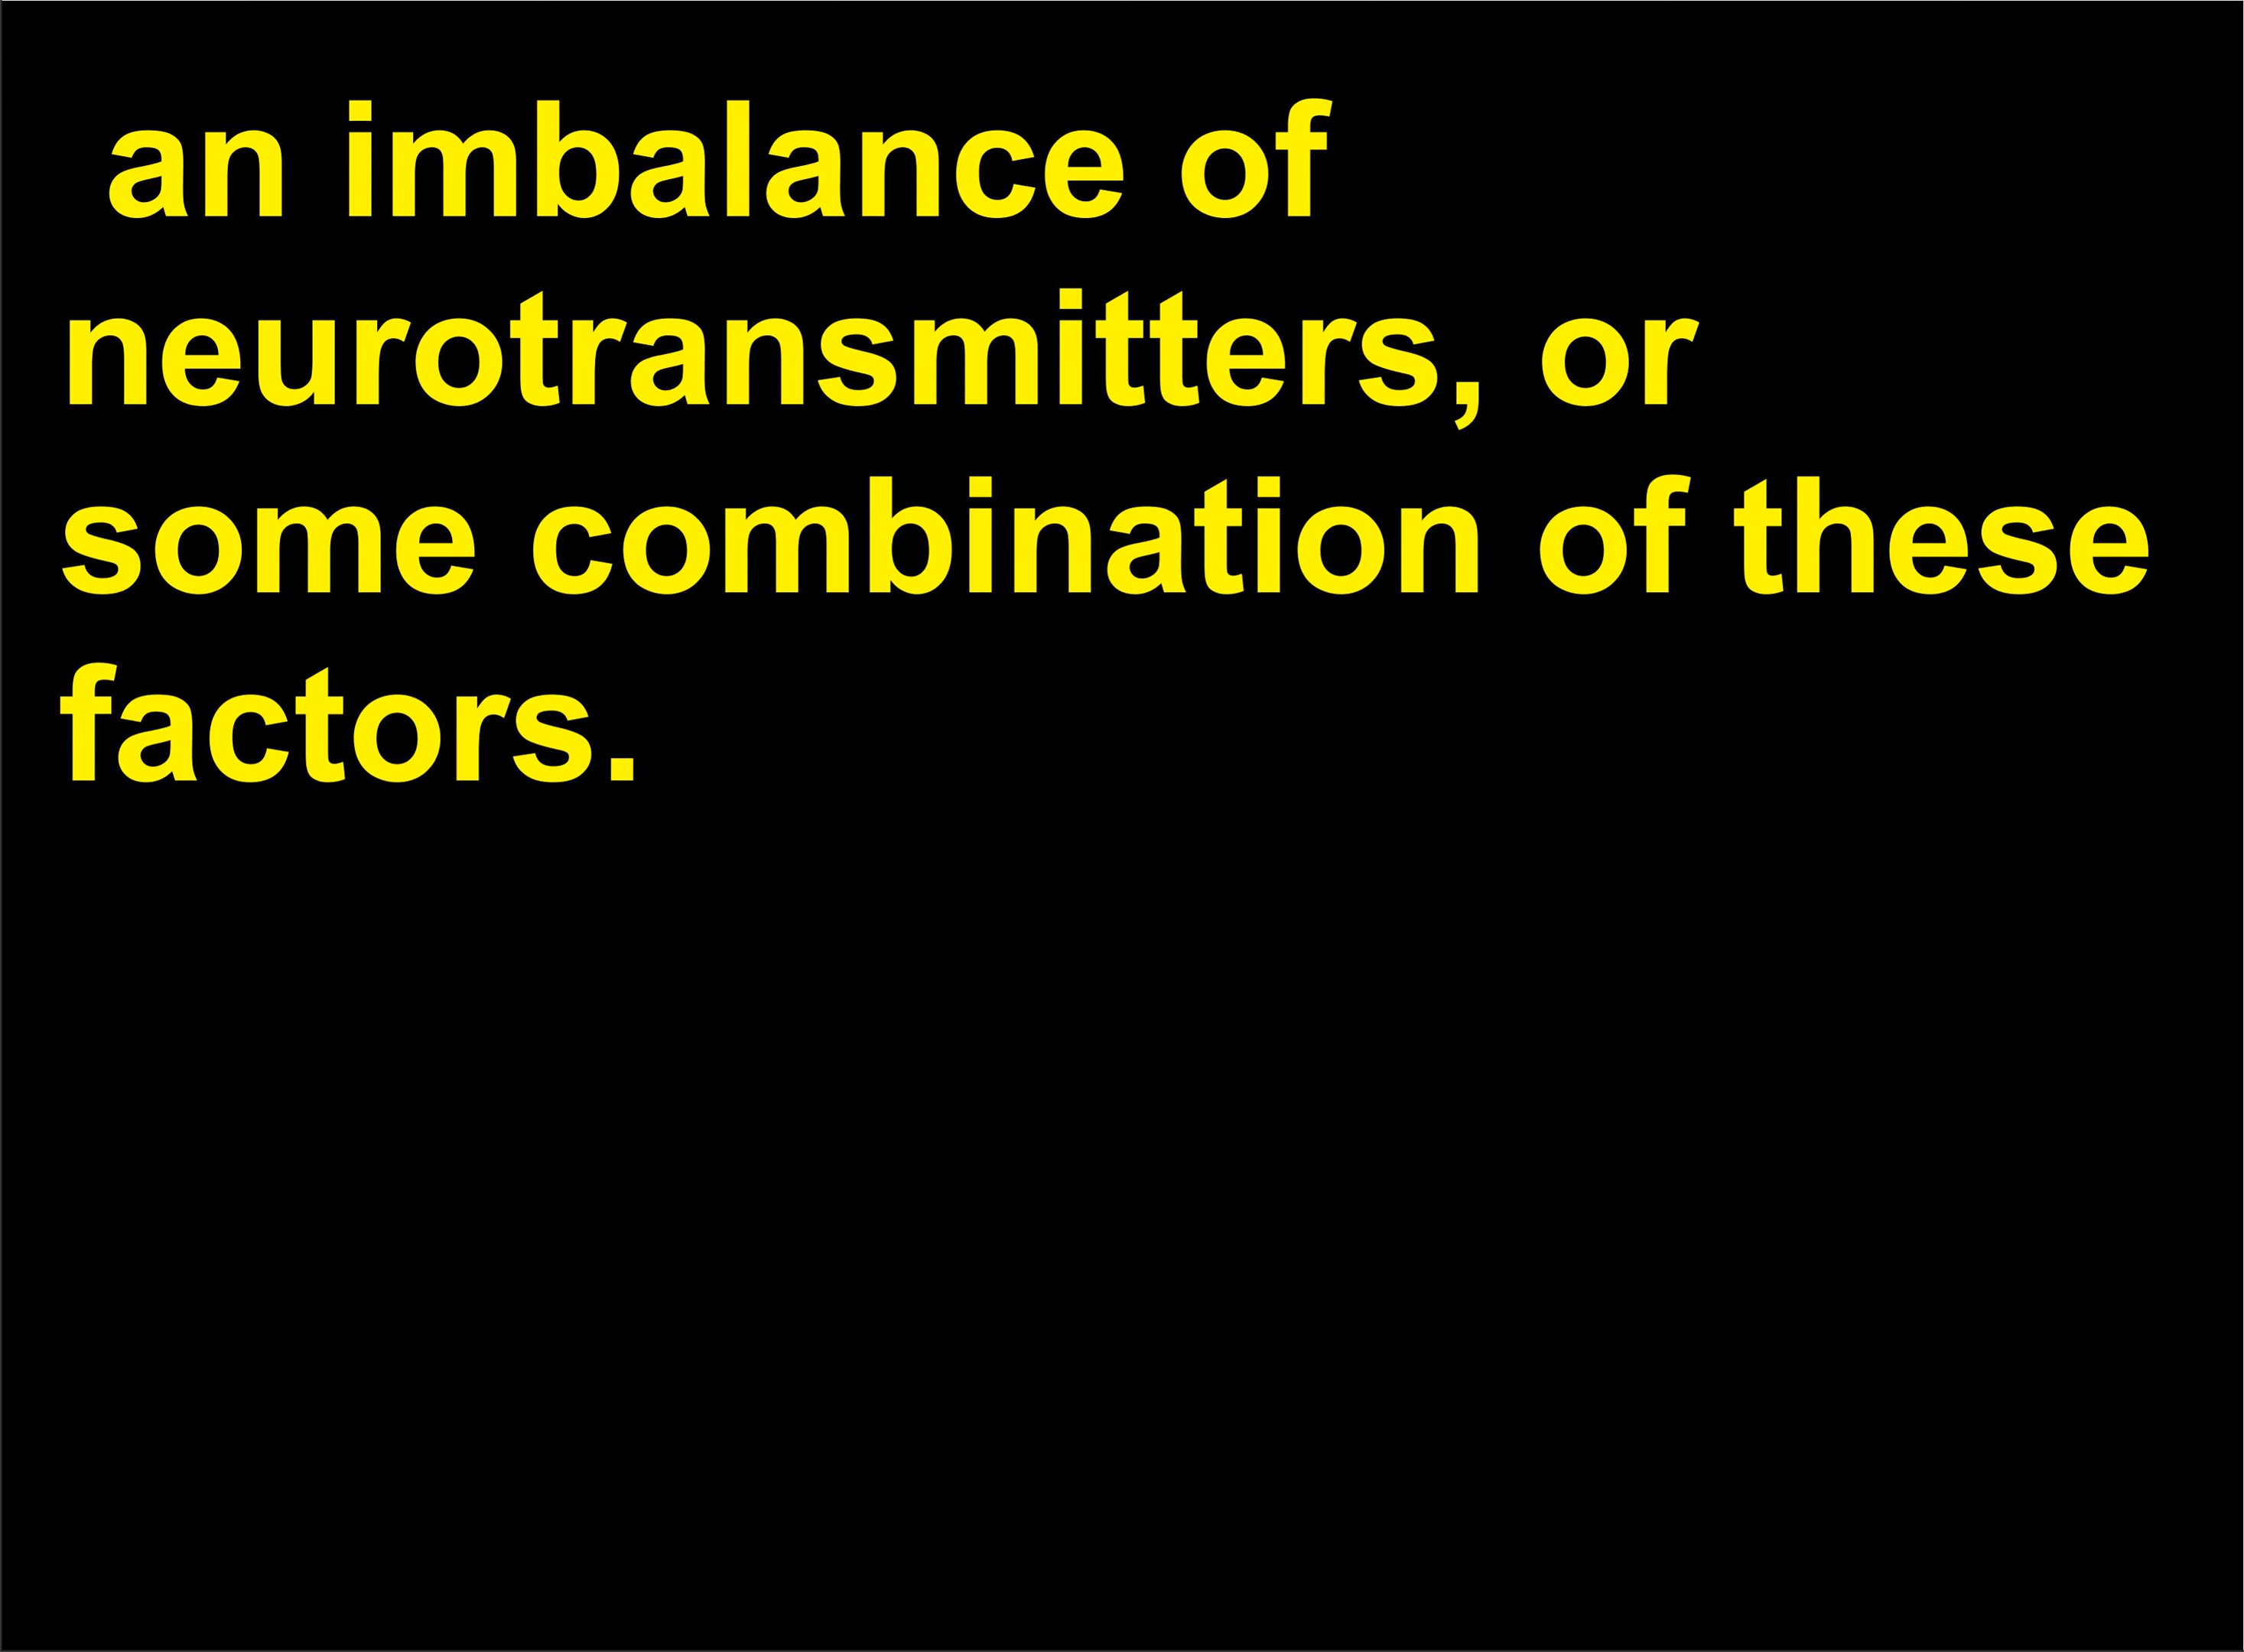 an imbalance of
neurotransmitters, or
some combination of these
factors.